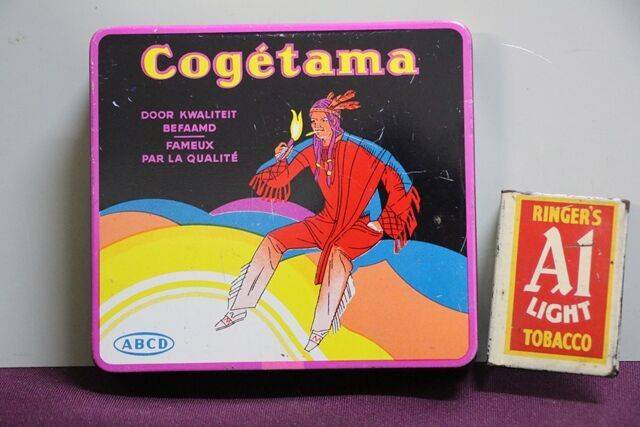 Cogétama
DOOR KWALITEIT
BEFAAMD
FAMEUX
PAR LA QUALITÉ
ABCD
RINGER'S
A1
LIGHT
TOBACCO